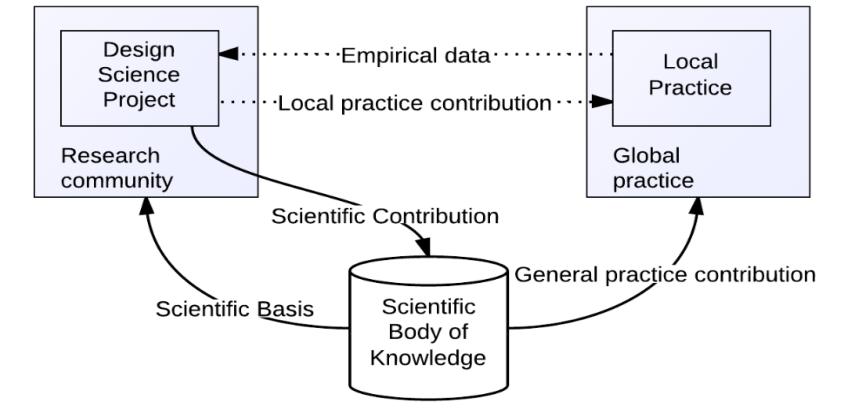 Design
Science
Project
Empirical data
Local
Practice
Local practice contribution
Research
community
Global
practice
Scientific Contribution
General practice contribution
Scientific Basis
Scientific
Body of
Knowledge